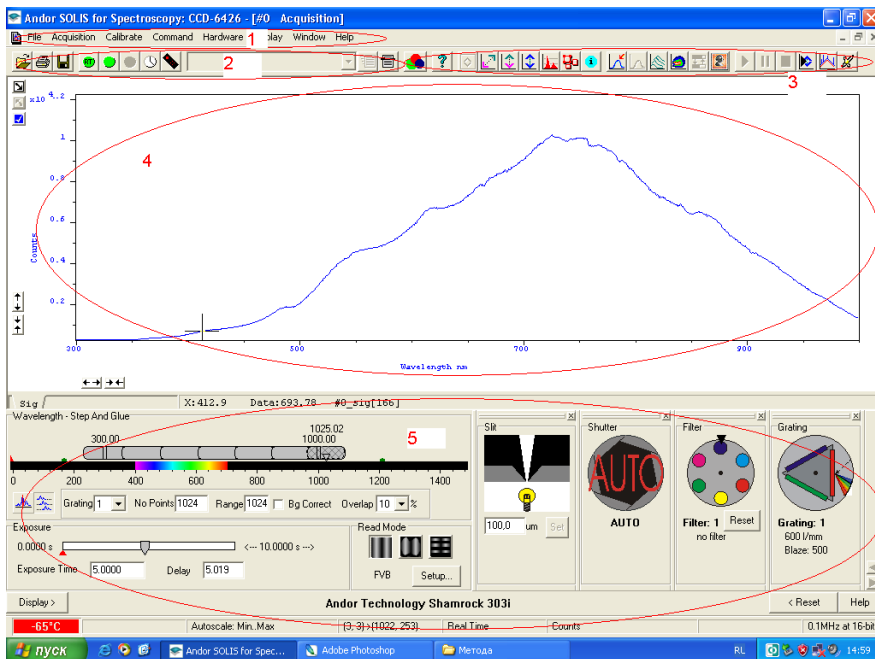 Andor SOLIS for Spectroscopy: CCD-6426 - [#0 Acquisition]
File Acquisition Calibrate Command Hardware Window Help
1
2
3
RT
x10^4
1.2
1
0.8
0.6
0.4
0.2
Counts
4
300 500 700 900
Wavelength nm
Sig X:412.9 Data:693.78 #0_sig[166]
Wavelength - Step And Glue
5
1025.02
300.00 1000.00
0 200 400 600 800 1000 1200 1400
Grating 1 No Points 1024 Range 1024 Bg Correct Overlap 10 %
Exposure
0.0000 s <--- 10.0000 s --->
Exposure Time 5.0000 Delay 5.019
Read Mode
FVB Setup...
Slit
100,0 um Set
Shutter
AUTO
AUTO
Filter
Filter: 1 Reset
no filter
Grating
Grating: 1
600 l/mm
Blaze: 500
Display > Andor Technology Shamrock 303i < Reset Help
-65°C Autoscale: Min..Max (3, 3)->(1022, 253) Real Time Counts 0.1MHz at 16-bit
пуск Andor SOLIS for Spec... Adobe Photoshop Метода RL 14:59